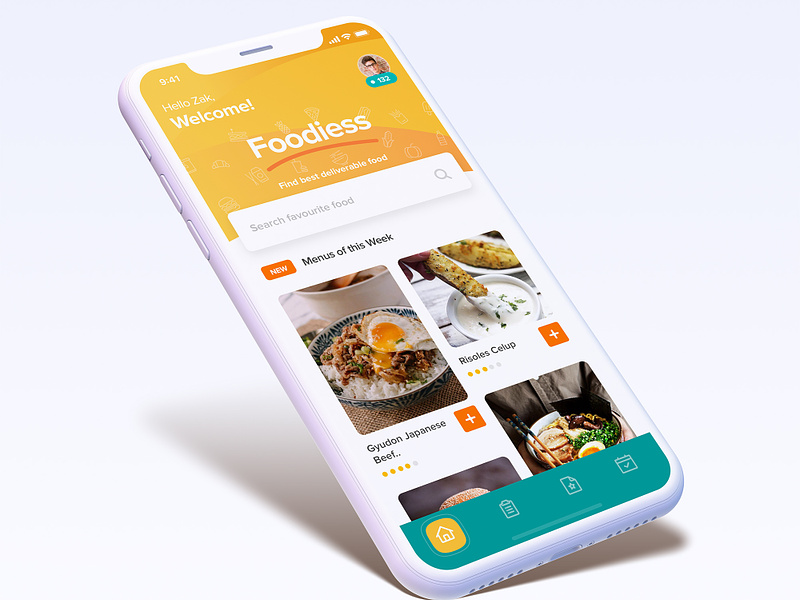 9:41
Hello Zak,
Welcome!
132
Foodiess
Find best deliverable food
Search favourite food
NEW
Menus of this Week
Risoles Celup
Gyudon Japanese
Beef..